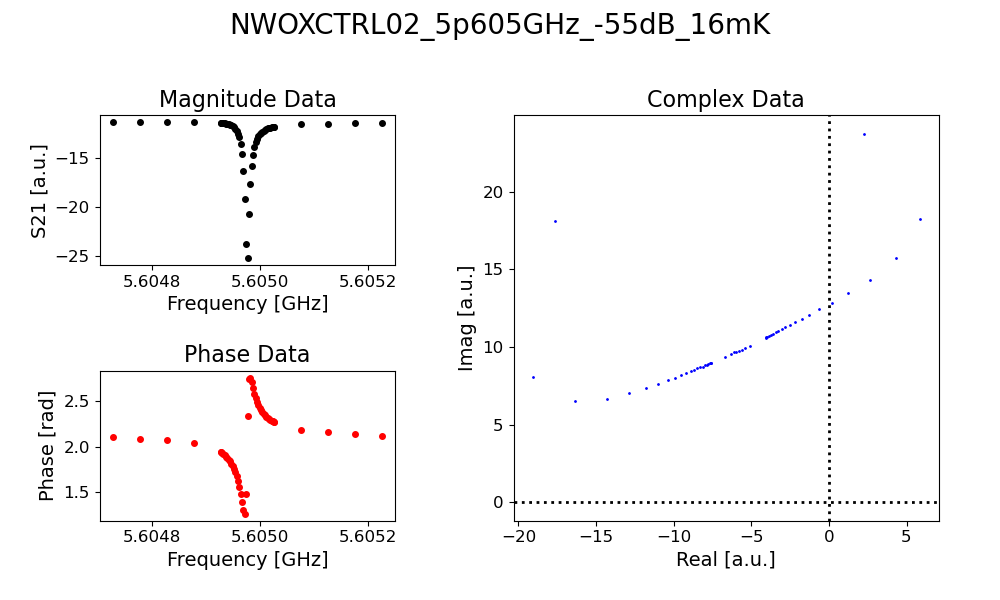 NWOXCTRL02_5p605GHz_-55dB_16mK
Magnitude Data
S21 [a.u.]
−15
−20
−25
5.6048
5.6050
5.6052
Frequency [GHz]
Phase Data
Phase [rad]
2.5
2.0
1.5
5.6048
5.6050
5.6052
Frequency [GHz]
Complex Data
Imag [a.u.]
20
15
10
5
0
−20
−15
−10
−5
0
5
Real [a.u.]